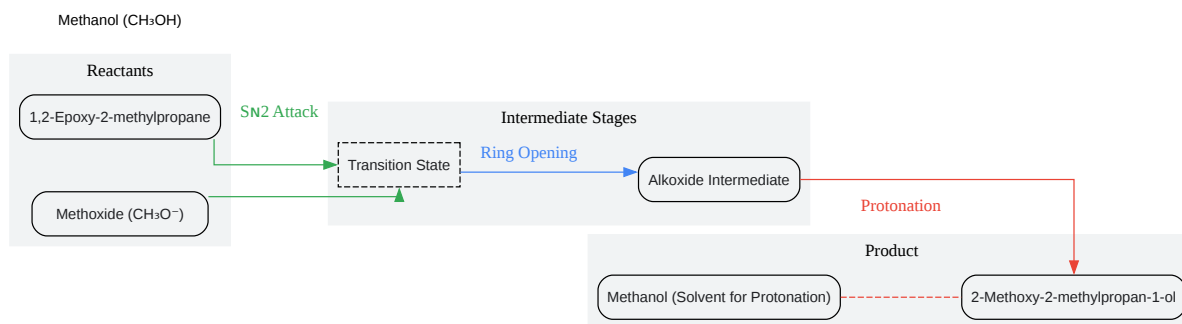 Methanol (CH₃OH)
Reactants
1,2-Epoxy-2-methylpropane
Methoxide (CH₃O⁻)
Sɴ2 Attack
Intermediate Stages
Transition State
Ring Opening
Alkoxide Intermediate
Protonation
Product
Methanol (Solvent for Protonation)
2-Methoxy-2-methylpropan-1-ol